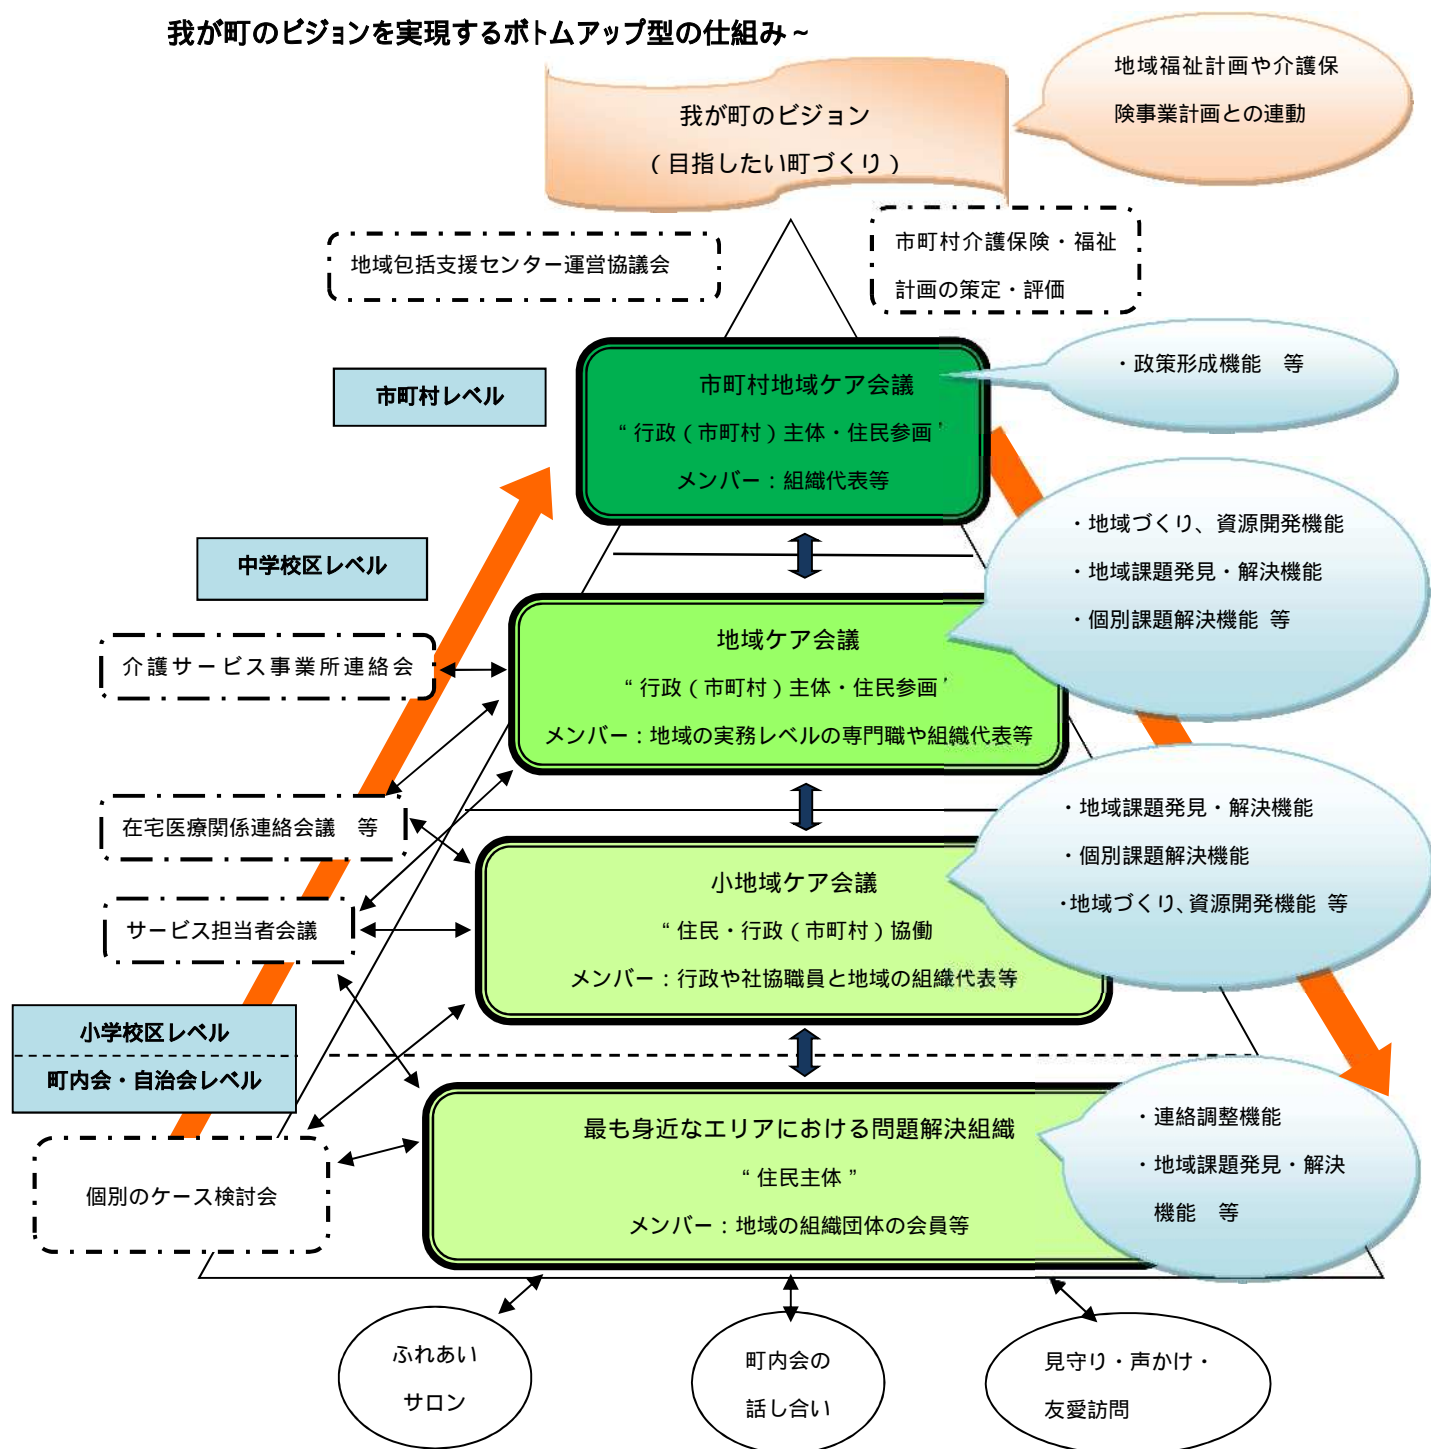 我が町のビジョンを実現するボトムアップ型の仕組み~
地域福祉計画や介護保
険事業計画との連動
我が町のビジョン
(目指したい町づくり)
地域包括支援センター運営協議会
市町村介護保険・福祉
計画の策定・評価
市町村レベル
市町村地域ケア会議
“行政(市町村)主体・住民参画’
メンバー:組織代表等
・政策形成機能 等
中学校区レベル
・地域づくり、資源開発機能
・地域課題発見・解決機能
・個別課題解決機能 等
介護サービス事業所連絡会
地域ケア会議
“行政(市町村)主体・住民参画’
メンバー:地域の実務レベルの専門職や組織代表等
在宅医療関係連絡会議 等
サービス担当者会議
小地域ケア会議
“住民・行政(市町村)協働
メンバー:行政や社協職員と地域の組織代表等
・地域課題発見・解決機能
・個別課題解決機能
・地域づくり、資源開発機能 等
小学校区レベル
町内会・自治会レベル
個別のケース検討会
最も身近なエリアにおける問題解決組織
“住民主体”
メンバー:地域の組織団体の会員等
・連絡調整機能
・地域課題発見・解決
機能 等
ふれあい
サロン
町内会の
話し合い
見守り・声かけ・
友愛訪問